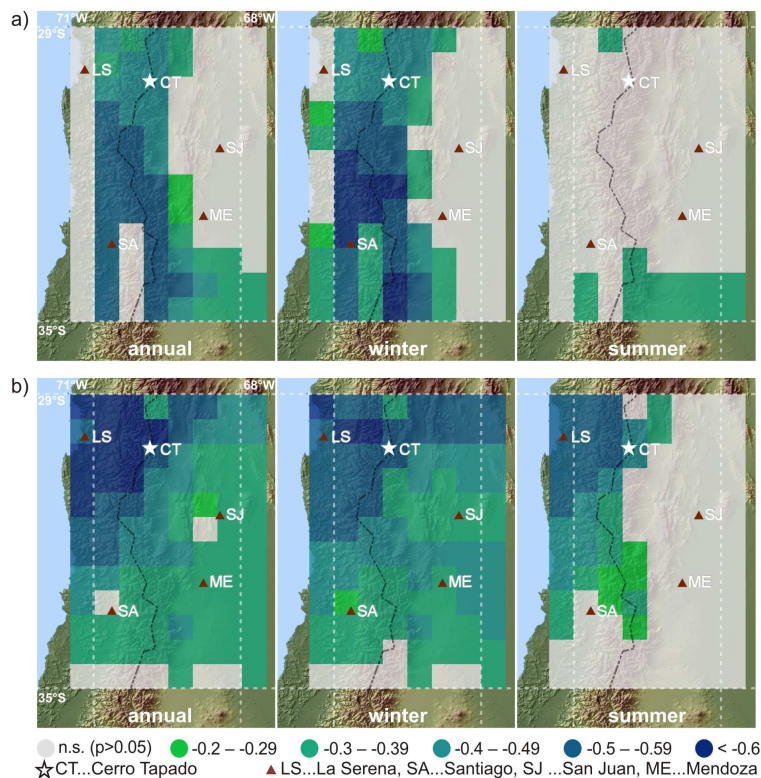 a)
71°W 68°W
29°S
LS
CT
SJ
ME
SA
35°S
annual
LS
CT
SJ
ME
SA
winter
LS
CT
SJ
ME
SA
summer
b)
71°W 68°W
29°S
LS
CT
SJ
ME
SA
35°S
annual
LS
CT
SJ
ME
SA
winter
LS
CT
SJ
ME
SA
summer
n.s. (p>0.05) -0.2 – -0.29 -0.3 – -0.39 -0.4 – -0.49 -0.5 – -0.59 < -0.6
CT...Cerro Tapado LS...La Serena, SA...Santiago, SJ ...San Juan, ME...Mendoza